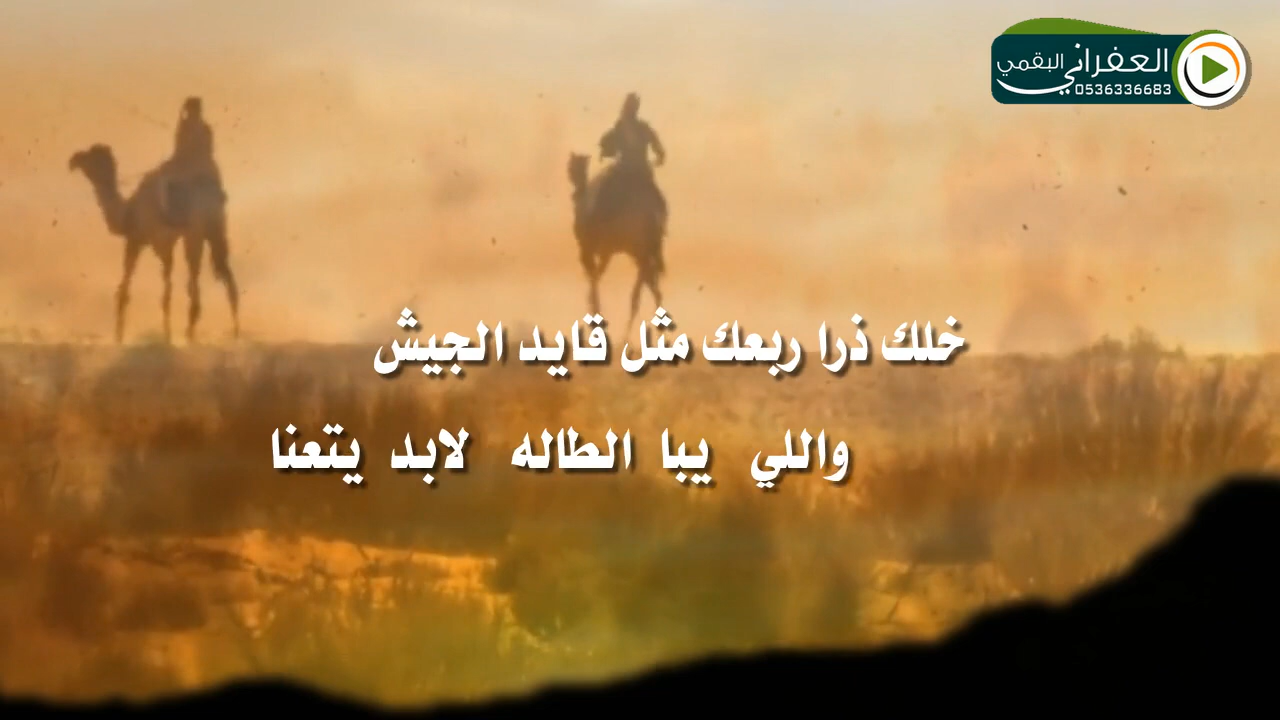 العفراني البقمي
0536336683
خلك ذرا ربعك مثل قايد الجيش
واللي يبا الطاله لابد يتعنا